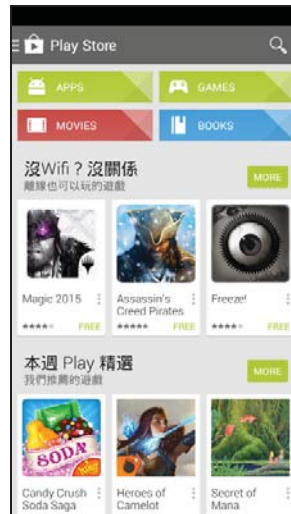 Play Store
APPS
GAMES
MOVIES
BOOKS
沒Wifi？沒關係
離線也可以玩的遊戲
MORE
Magic 2015
Assassin's
Creed Pirates
Freeze!
FREE
FREE
FREE
本週 Play 精選
我們推薦的遊戲
MORE
SODA
Candy Crush
Soda Saga
Heroes of
Camelot
Secret of
Mana